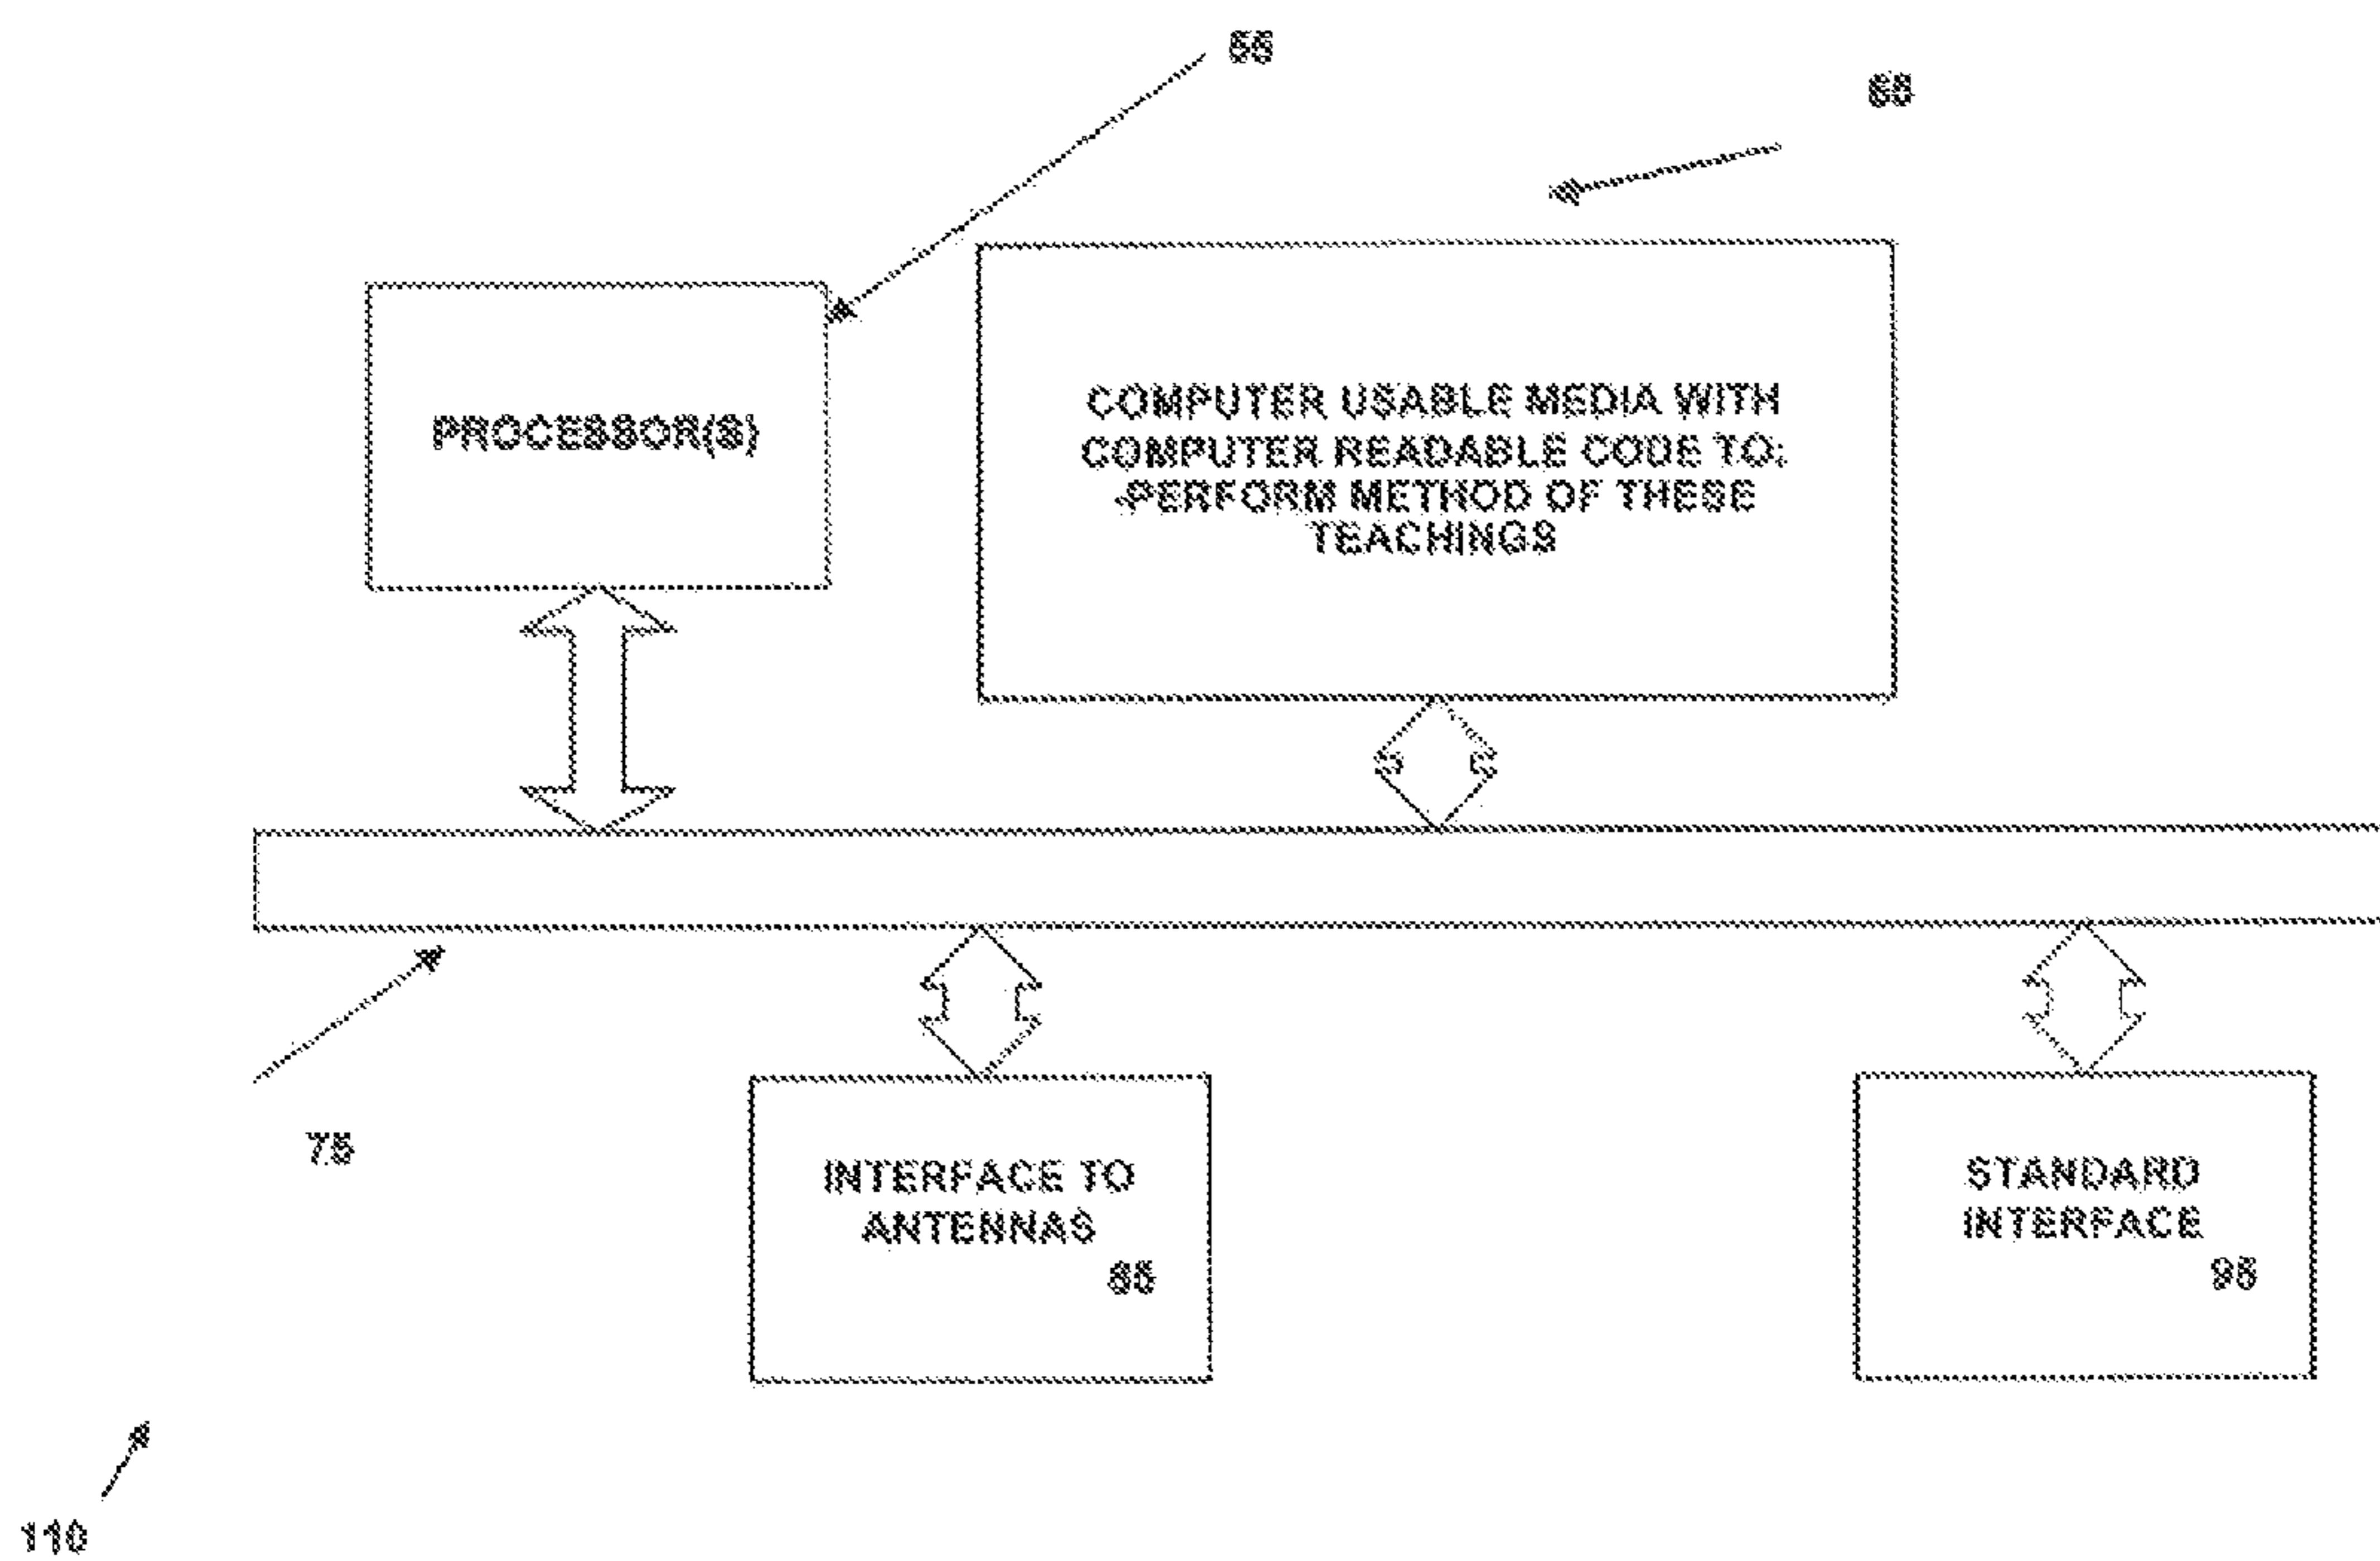 55
65
PROCESSOR(S)
COMPUTER USABLE MEDIA WITH
COMPUTER READABLE CODE TO:
PERFORM METHOD OF THESE
TEACHINGS
75
INTERFACE TO
ANTENNAS
85
STANDARD
INTERFACE
95
110